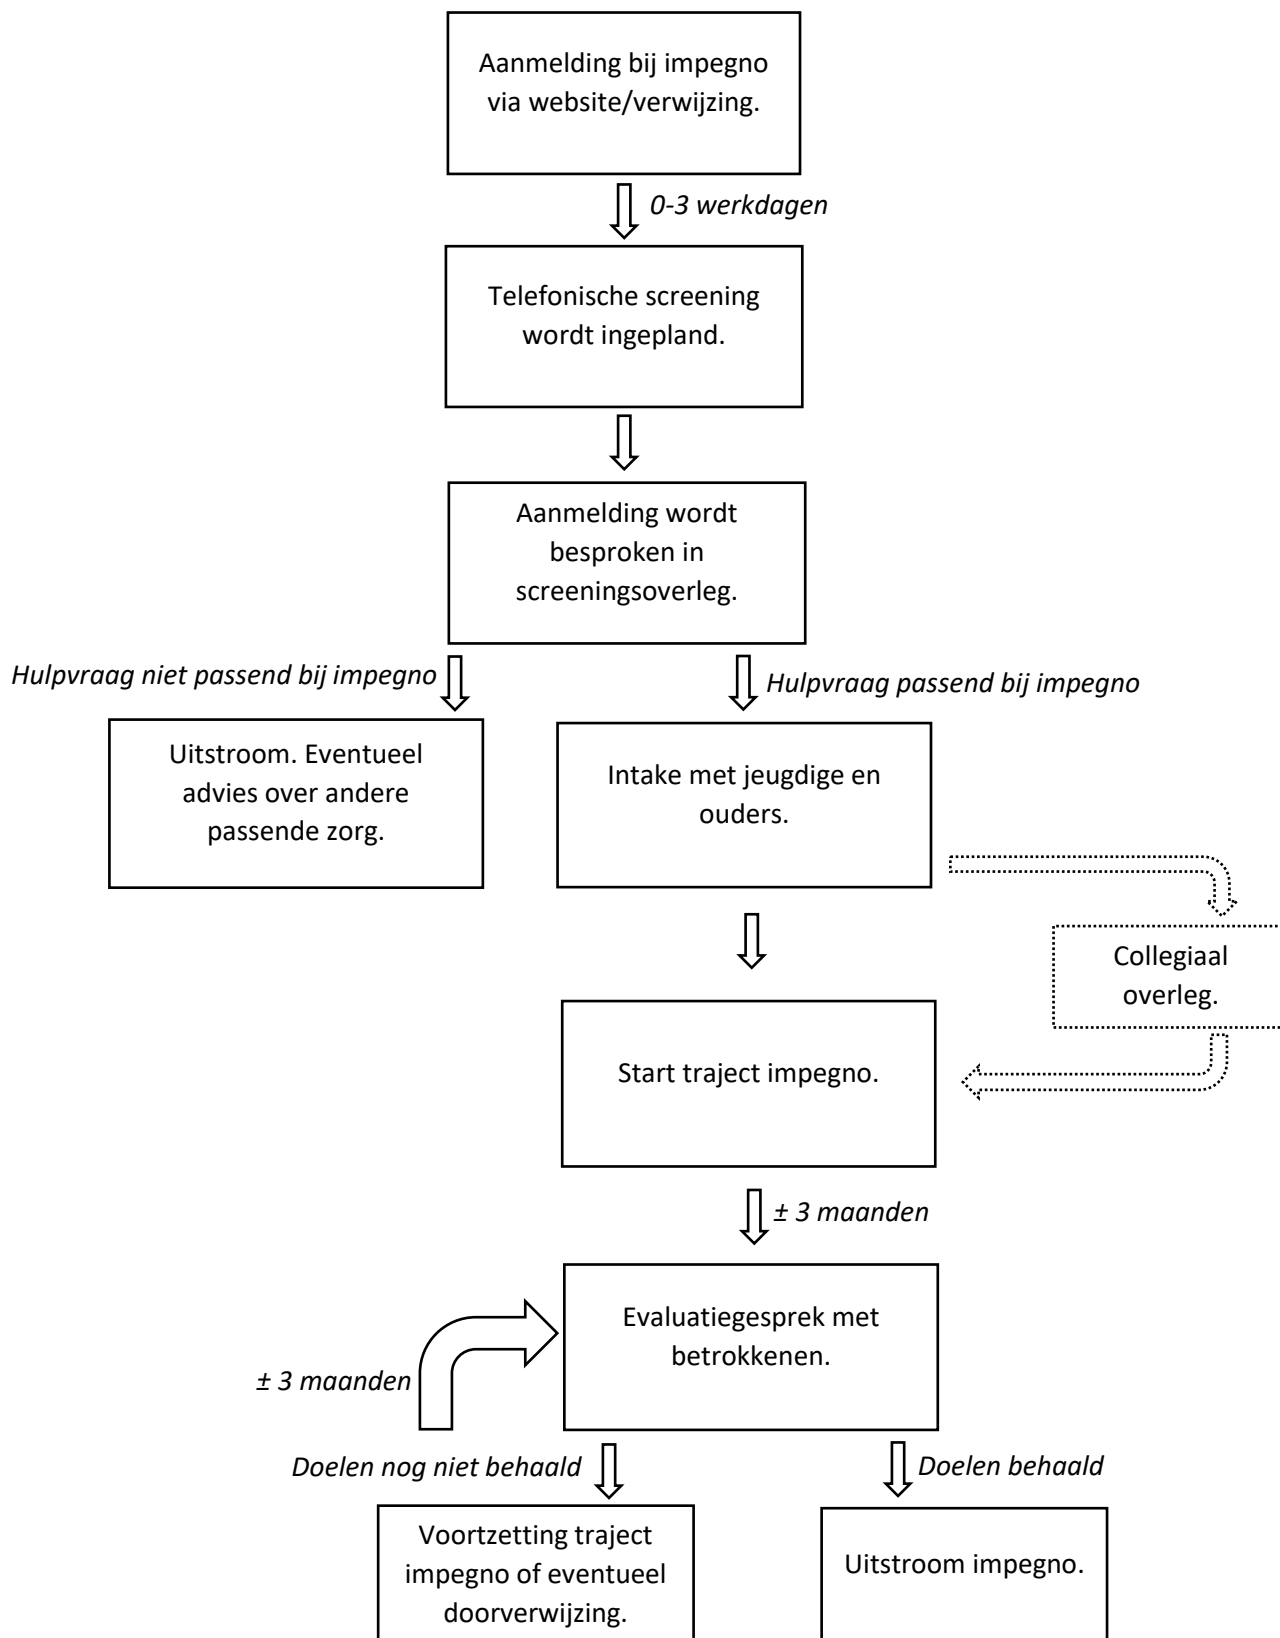 Aanmelding bij impegno
via website/verwijzing.
0-3 werkdagen
Telefonische screening
wordt ingepland.
Aanmelding wordt
besproken in
screeningsoverleg.
Hulpvraag niet passend bij impegno
Hulpvraag passend bij impegno
Uitstroom. Eventueel
advies over andere
passende zorg.
Intake met jeugdige en
ouders.
Collegiaal
overleg.
Start traject impegno.
± 3 maanden
Evaluatiegesprek met
betrokkenen.
± 3 maanden
Doelen nog niet behaald
Doelen behaald
Voortzetting traject
impegno of eventueel
doorverwijzing.
Uitstroom impegno.